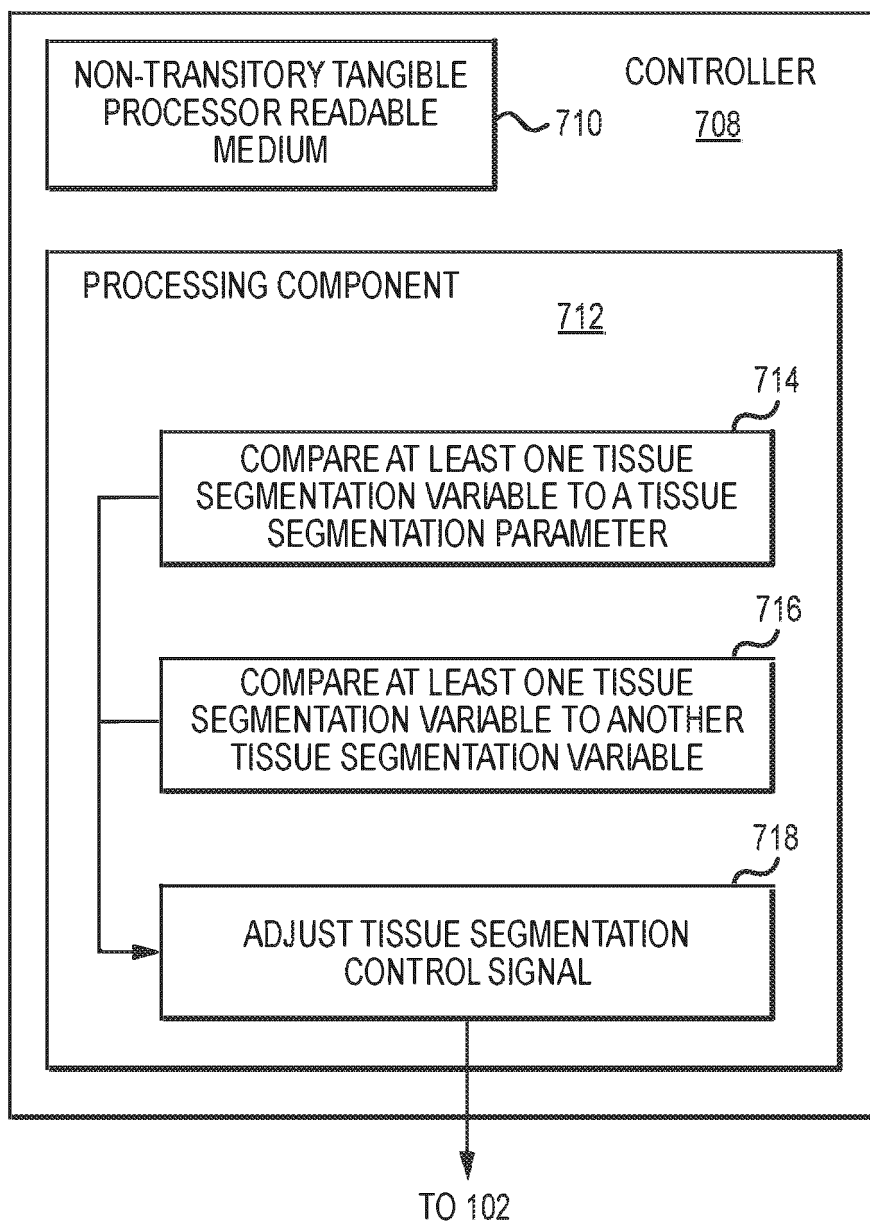 NON-TRANSITORY TANGIBLE
PROCESSOR READABLE
MEDIUM
710
CONTROLLER
708
PROCESSING COMPONENT
712
714
COMPARE AT LEAST ONE TISSUE
SEGMENTATION VARIABLE TO A TISSUE
SEGMENTATION PARAMETER
716
COMPARE AT LEAST ONE TISSUE
SEGMENTATION VARIABLE TO ANOTHER
TISSUE SEGMENTATION VARIABLE
718
ADJUST TISSUE SEGMENTATION
CONTROL SIGNAL
TO 102